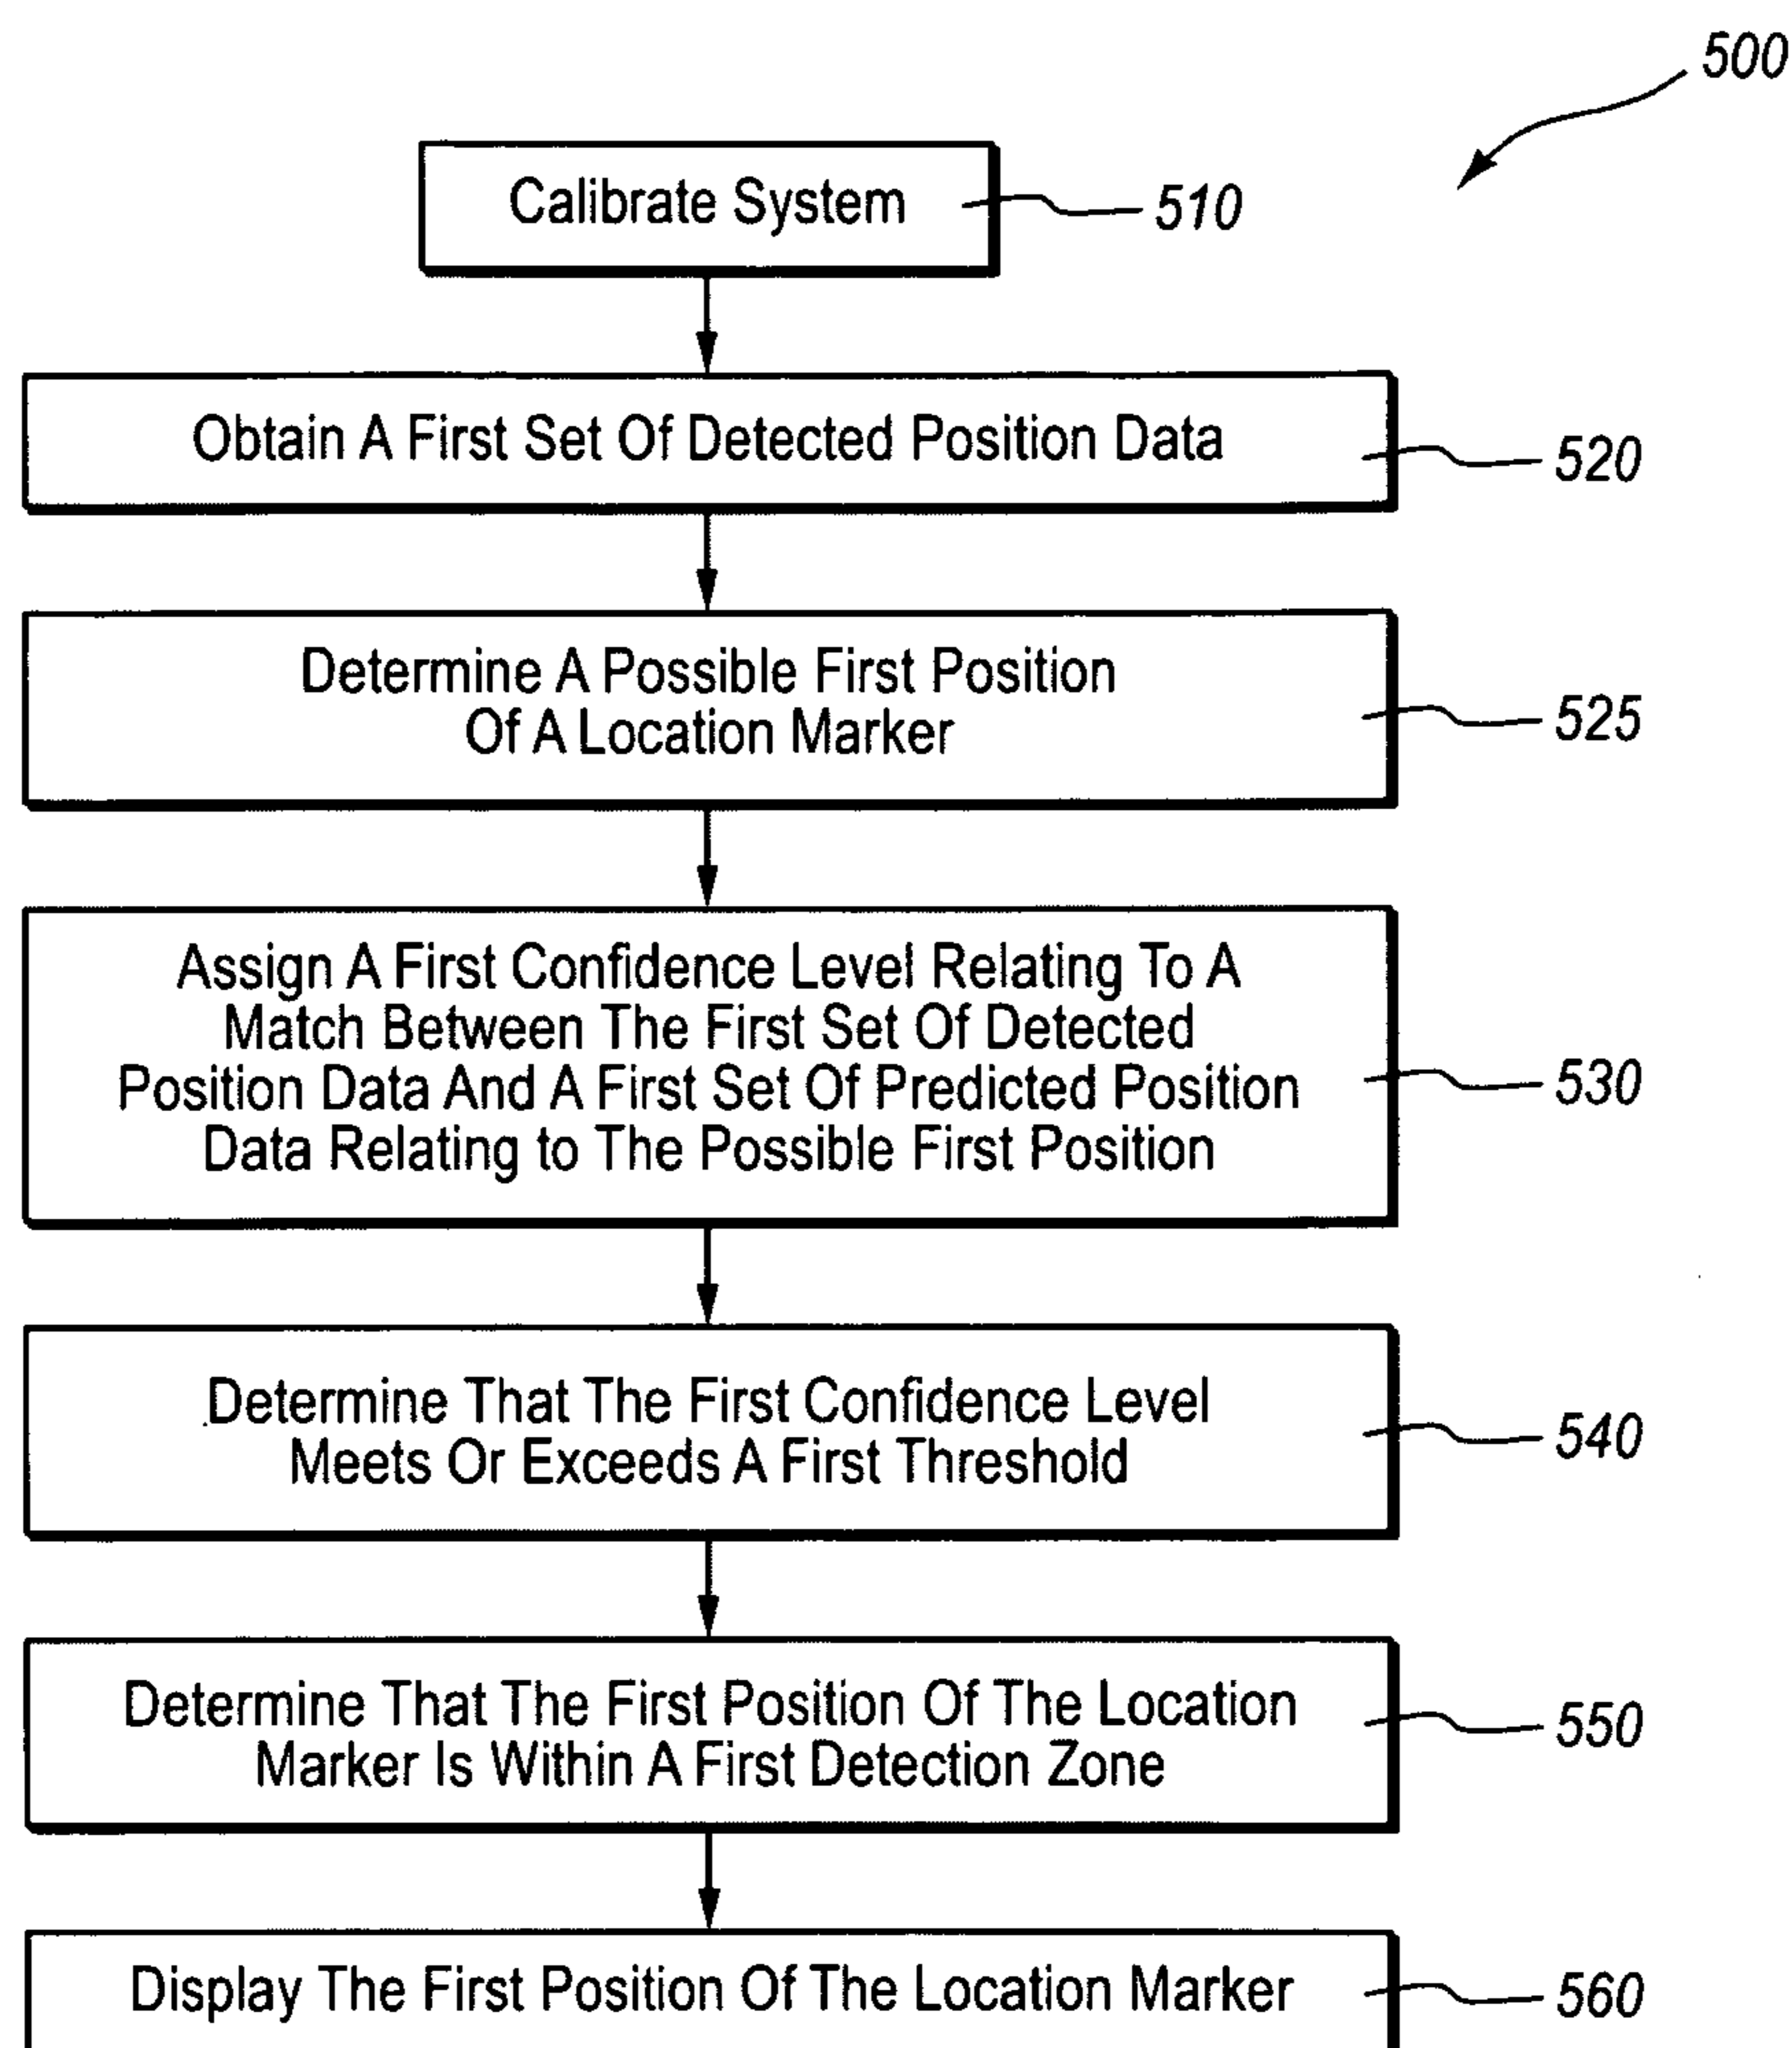 500
Calibrate System
510
Obtain A First Set Of Detected Position Data
520
Determine A Possible First Position
Of A Location Marker
525
Assign A First Confidence Level Relating To A
Match Between The First Set Of Detected
Position Data And A First Set Of Predicted Position
Data Relating to The Possible First Position
530
Determine That The First Confidence Level
Meets Or Exceeds A First Threshold
540
Determine That The First Position Of The Location
Marker Is Within A First Detection Zone
550
Display The First Position Of The Location Marker
560